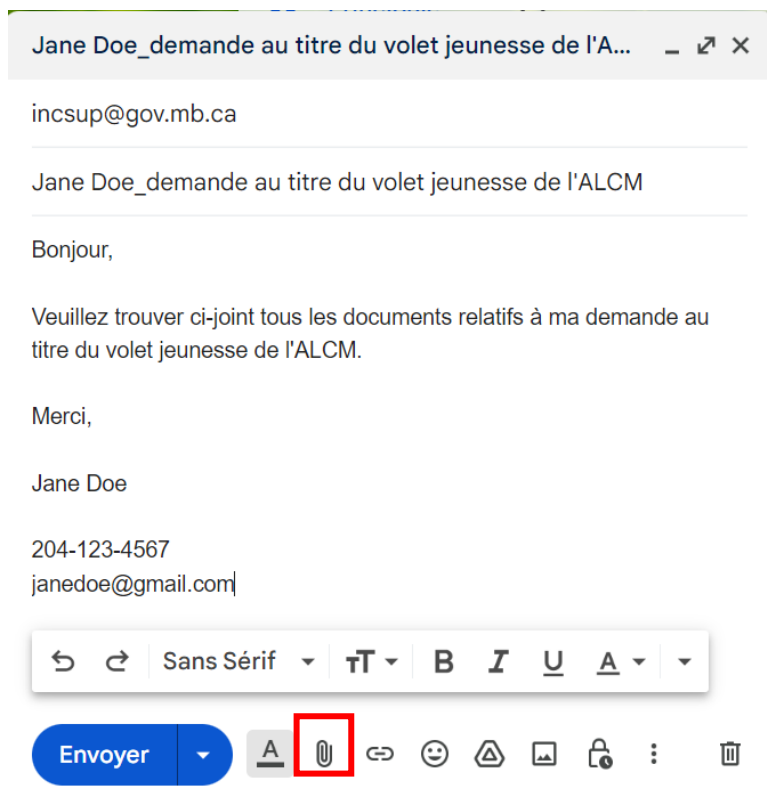 Jane Doe_demande au titre du volet jeunesse de l'A...
incsup@gov.mb.ca
Jane Doe_demande au titre du volet jeunesse de l'ALCM
Bonjour,
Veuillez trouver ci-joint tous les documents relatifs à ma demande au
titre du volet jeunesse de l'ALCM.
Merci,
Jane Doe
204-123-4567
janedoe@gmail.com
Sans Sérif TT B I U A
Envoyer A